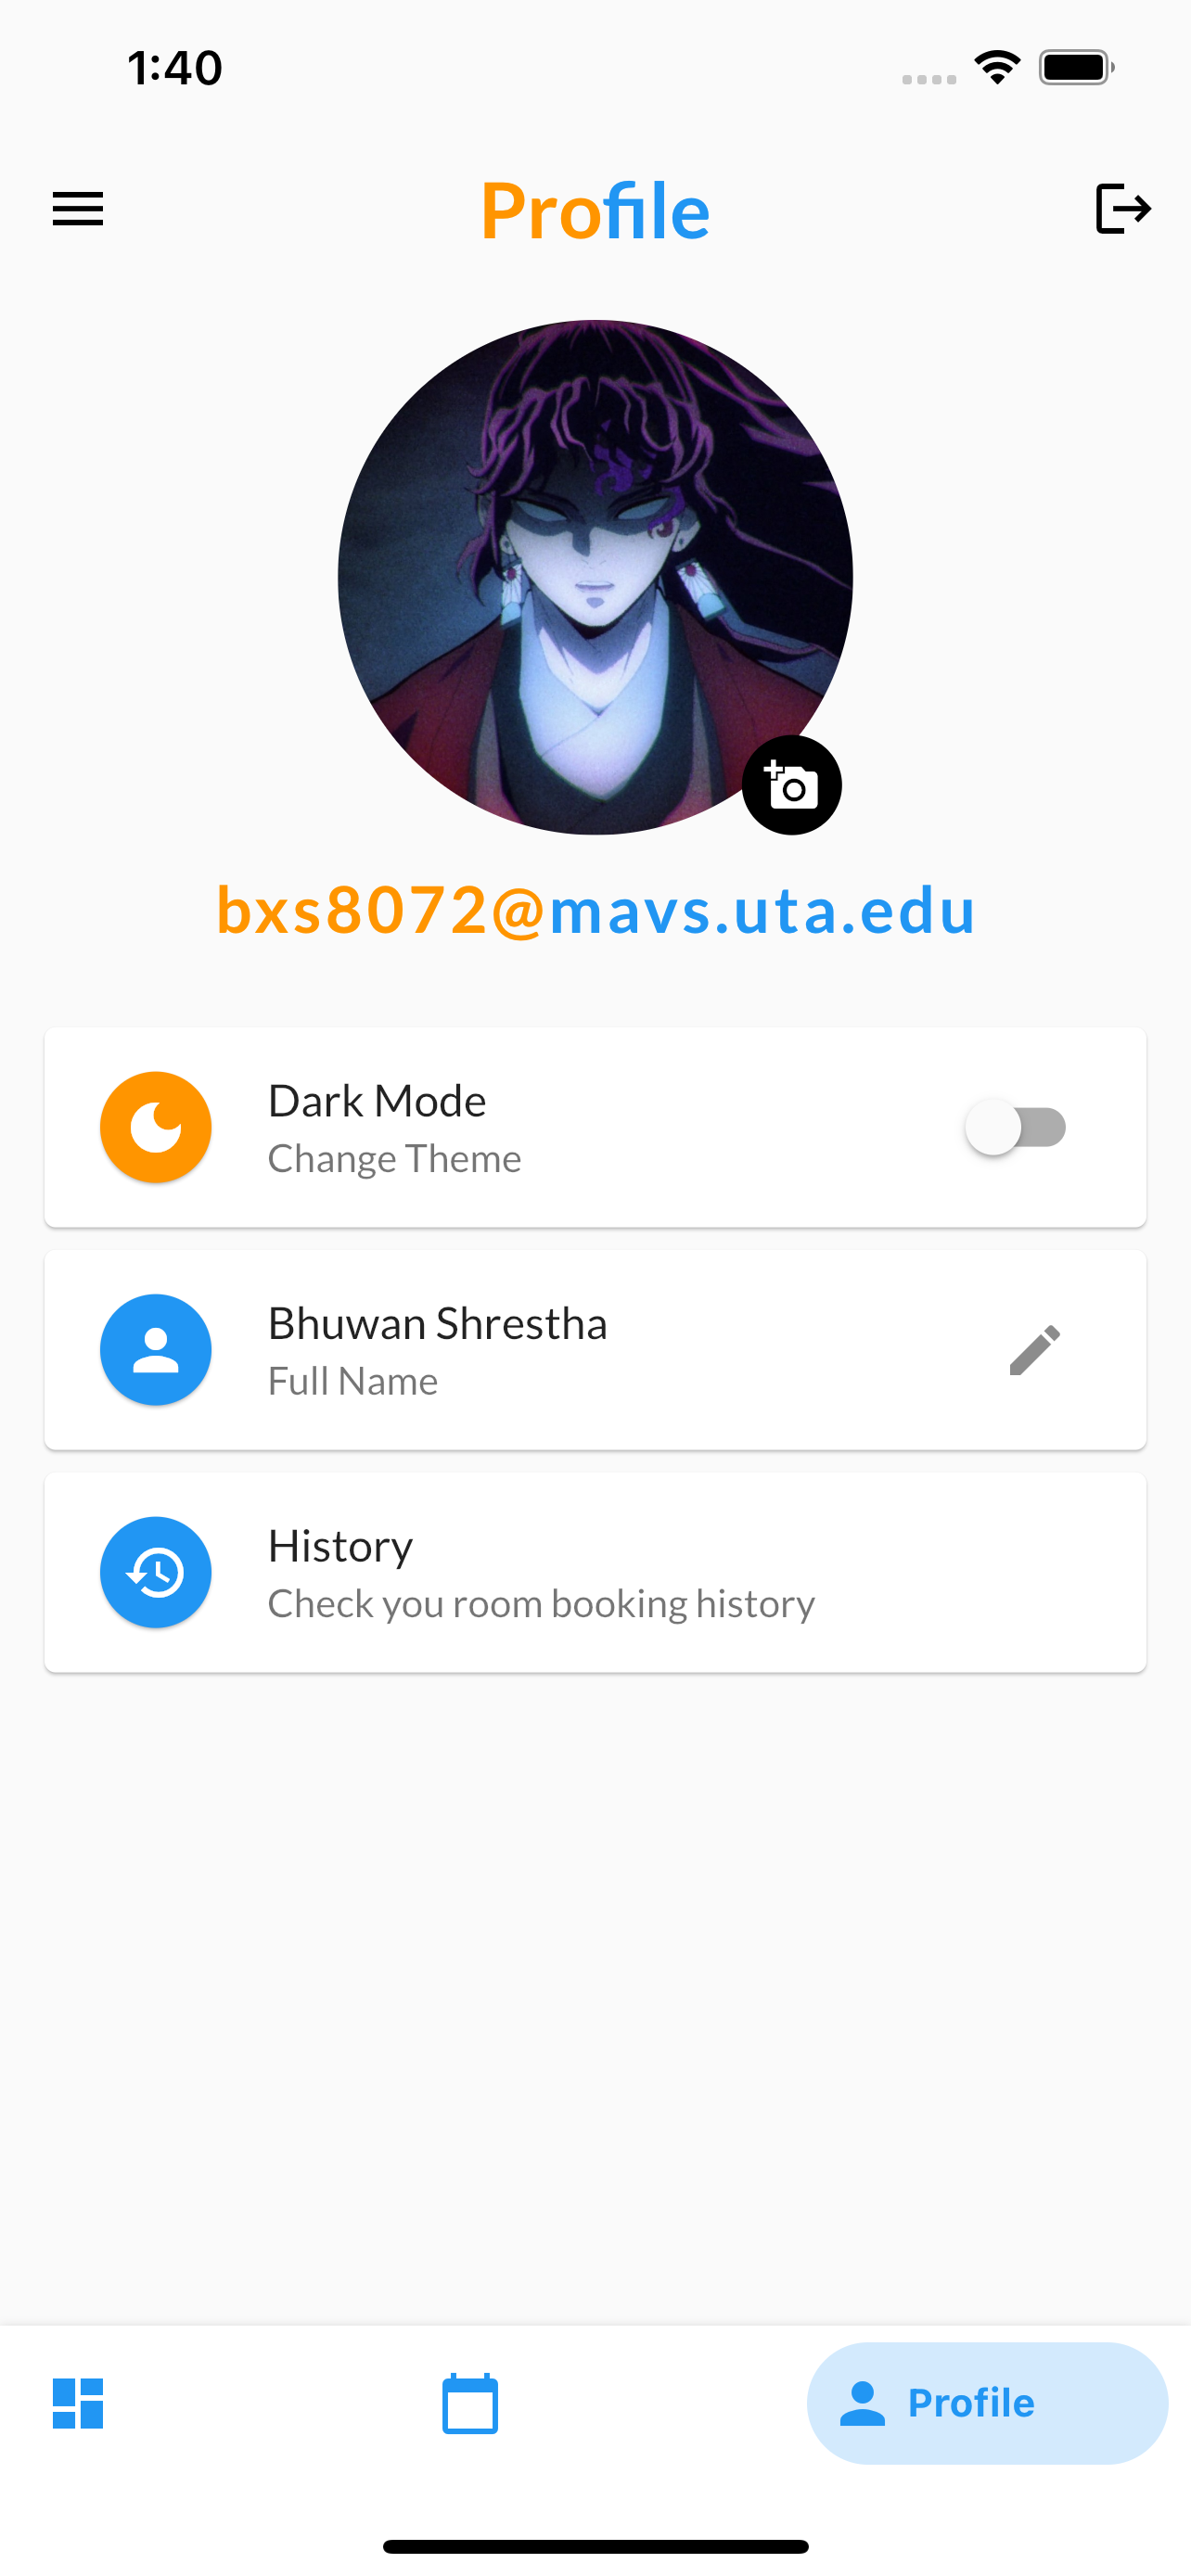 1:40
Profile
bxs8072@mavs.uta.edu
Dark Mode
Change Theme
Bhuwan Shrestha
Full Name
History
Check you room booking history
Profile